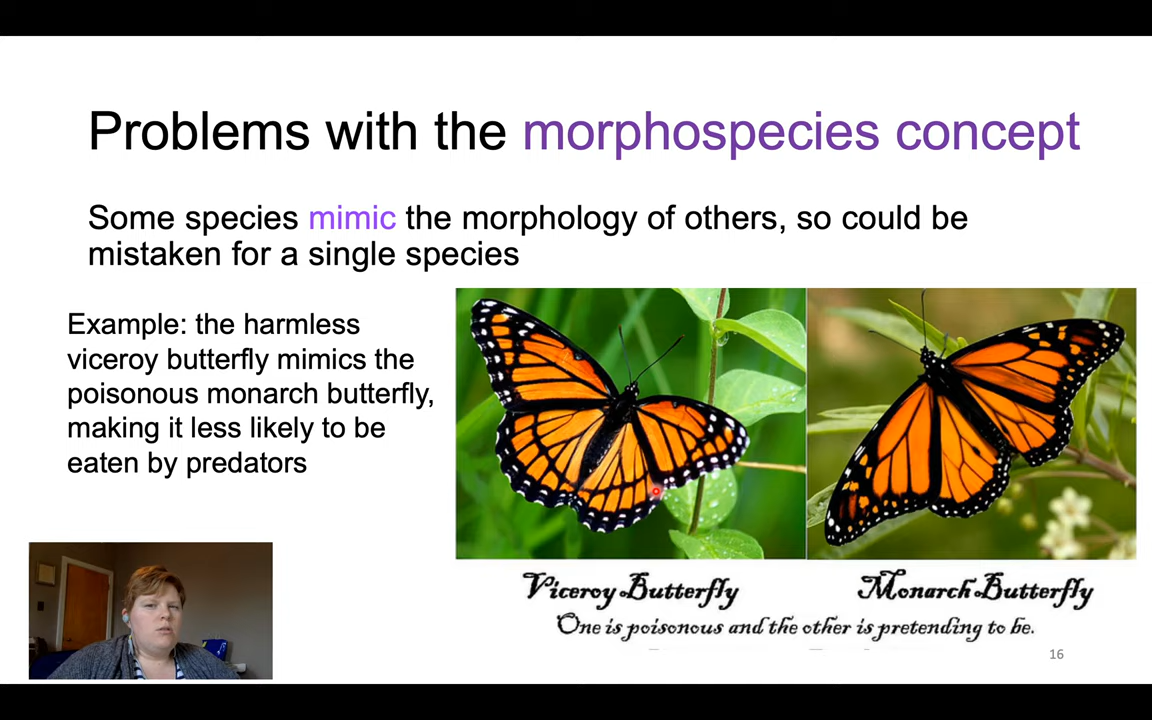 Problems with the morphospecies concept
Some species mimic the morphology of others, so could be
mistaken for a single species
Example: the harmless
viceroy butterfly mimics the
poisonous monarch butterfly,
making it less likely to be
eaten by predators
Viceroy Butterfly
Monarch Butterfly
One is poisonous and the other is pretending to be.
16